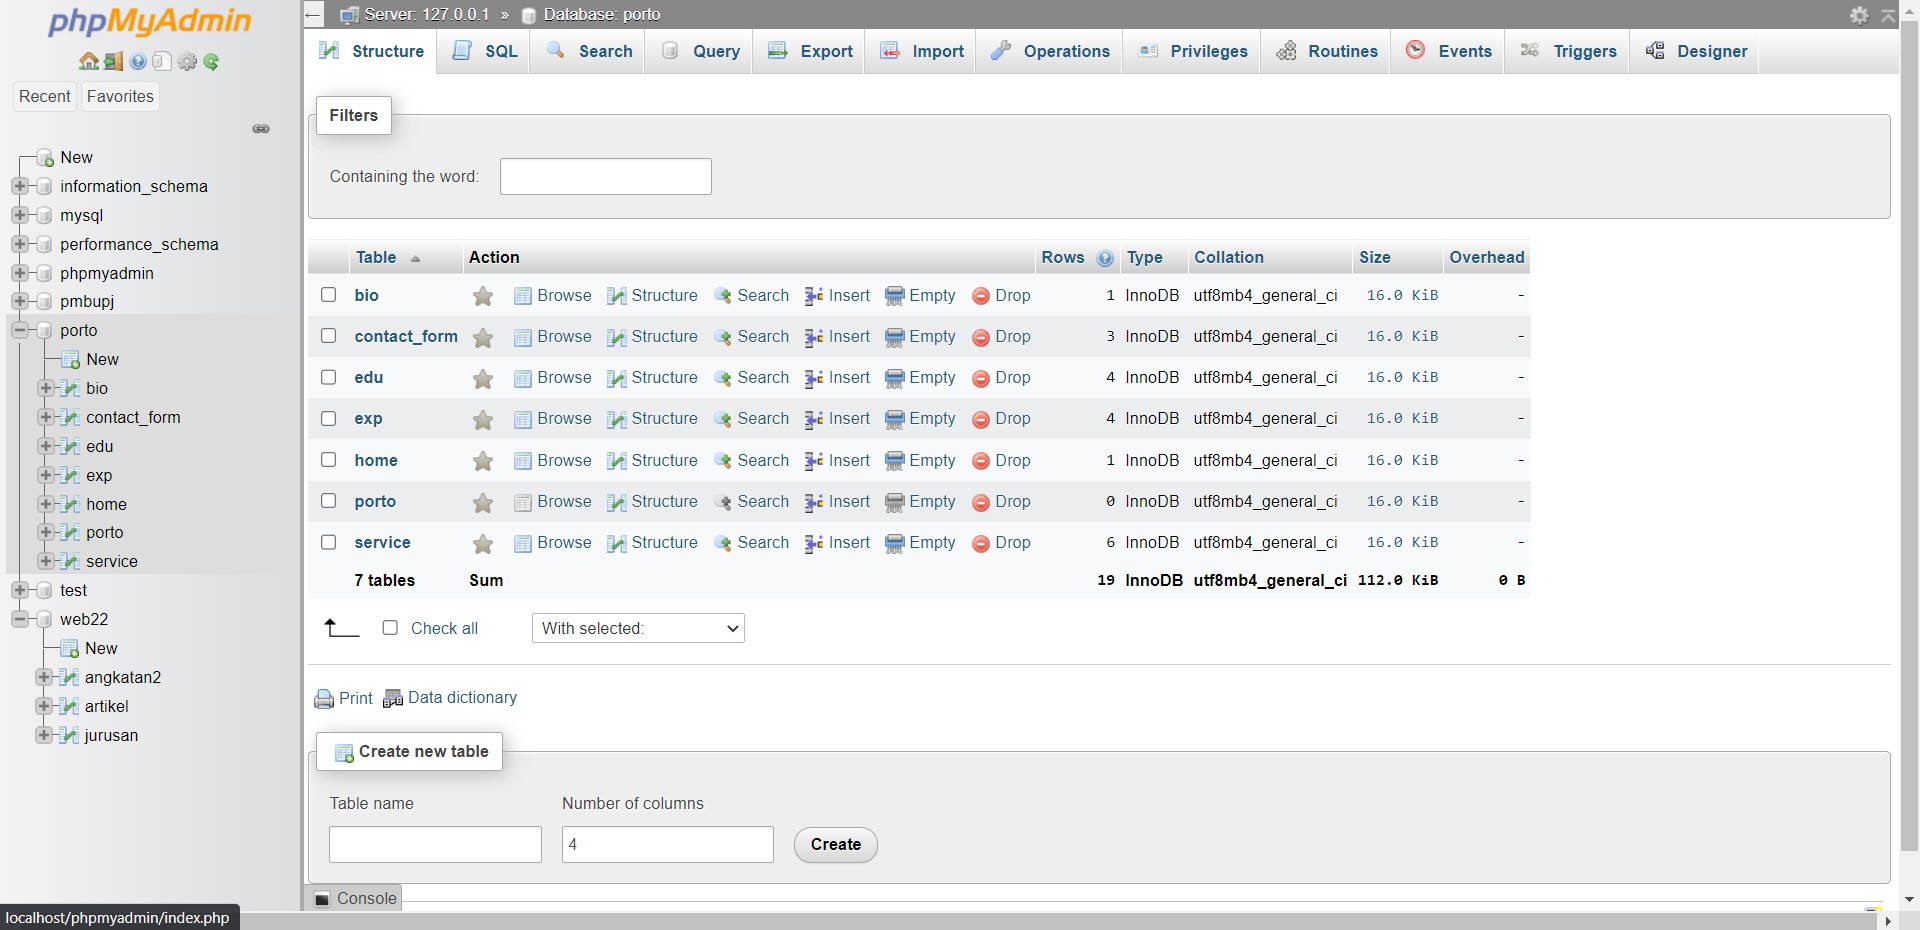 phpMyAdmin
Recent Favorites
New
information_schema
mysql
performance_schema
phpmyadmin
pmbupj
porto
New
bio
contact_form
edu
exp
home
porto
service
test
web22
New
angkatan2
artikel
jurusan
localhost/phpmyadmin/index.php
Server: 127.0.0.1 » Database: porto
Structure SQL Search Query Export Import Operations Privileges Routines Events Triggers Designer
Filters
Containing the word:
Table Action Rows Type Collation Size Overhead
bio Browse Structure Search Insert Empty Drop 1 InnoDB utf8mb4_general_ci 16.0 KiB -
contact_form Browse Structure Search Insert Empty Drop 3 InnoDB utf8mb4_general_ci 16.0 KiB -
edu Browse Structure Search Insert Empty Drop 4 InnoDB utf8mb4_general_ci 16.0 KiB -
exp Browse Structure Search Insert Empty Drop 4 InnoDB utf8mb4_general_ci 16.0 KiB -
home Browse Structure Search Insert Empty Drop 1 InnoDB utf8mb4_general_ci 16.0 KiB -
porto Browse Structure Search Insert Empty Drop 0 InnoDB utf8mb4_general_ci 16.0 KiB -
service Browse Structure Search Insert Empty Drop 6 InnoDB utf8mb4_general_ci 16.0 KiB -
7 tables Sum 19 InnoDB utf8mb4_general_ci 112.0 KiB 0 B
Check all With selected:
Print Data dictionary
Create new table
Table name Number of columns
4 Create
Console